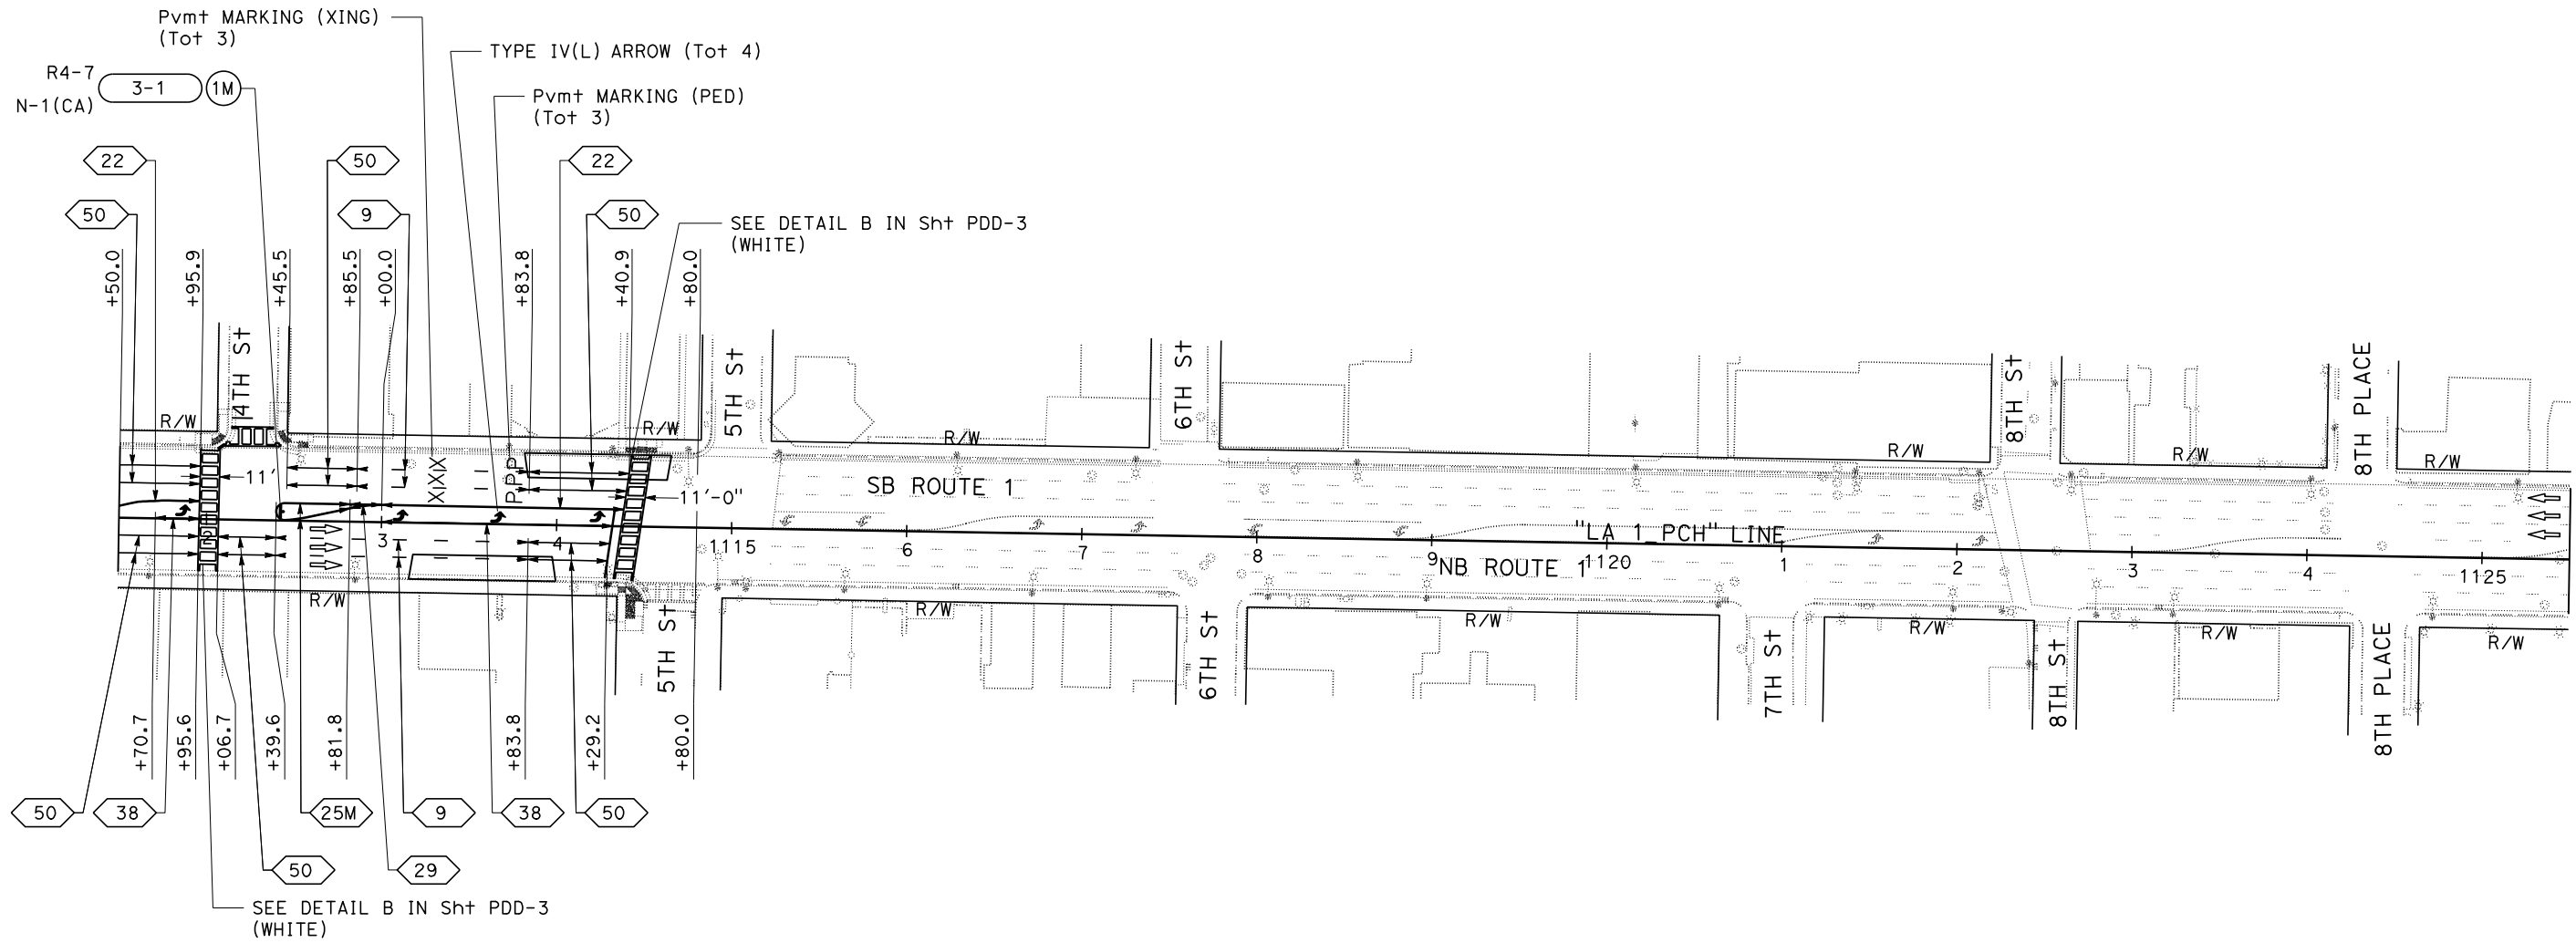 Pvmt MARKING (XING)
(Tot 3)
TYPE IV(L) ARROW (Tot 4)
R4-7
N-1(CA)
3-1
1M
Pvmt MARKING (PED)
(Tot 3)
22
50
22
50
9
50
SEE DETAIL B IN Sht PDD-3
(WHITE)
+50.0
+95.9
+45.5
+85.5
+00.0
+83.8
+40.9
+80.0
4TH St
5TH St
6TH St
8TH St
8TH PLACE
R/W
R/W
R/W
R/W
R/W
R/W
XIXIX
11'
11'-0"
SB ROUTE 1
"LA 1_PCH" LINE
NB ROUTE 1
2
3
4
1115
6
7
8
9
1120
1
2
3
4
1125
R/W
R/W
R/W
R/W
R/W
R/W
5TH St
6TH St
7TH St
8TH St
8TH PLACE
+70.7
+95.6
+06.7
+39.6
+81.8
+83.8
+29.2
+80.0
50
38
25M
9
38
50
50
29
SEE DETAIL B IN Sht PDD-3
(WHITE)